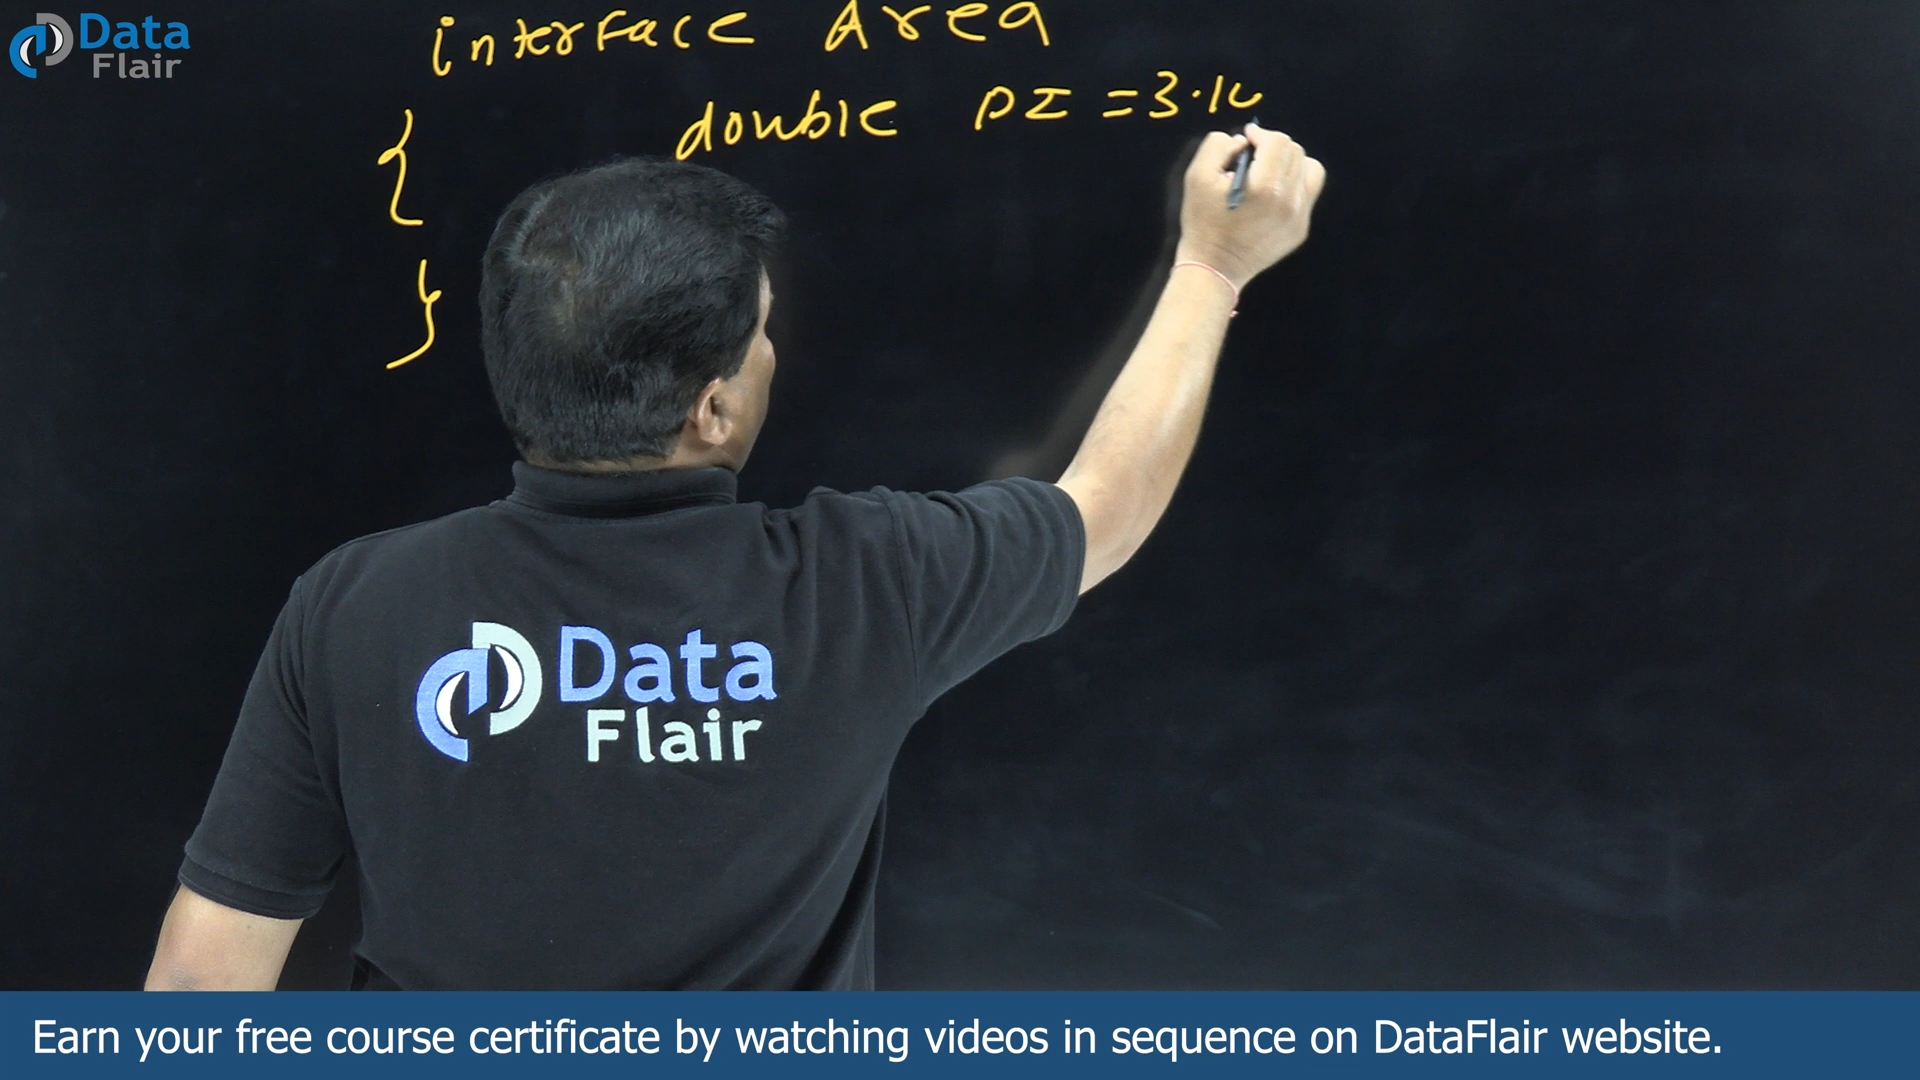 Data
Flair
interface Area
{ double PI = 3.14
}
Data
Flair
Earn your free course certificate by watching videos in sequence on DataFlair website.